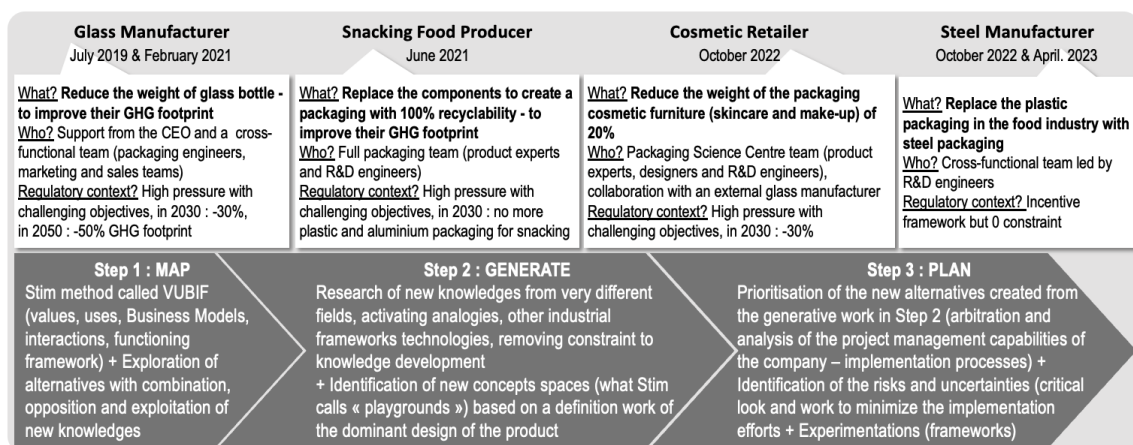 Glass Manufacturer
July 2019 & February 2021
What? Reduce the weight of glass bottle -
to improve their GHG footprint
Who? Support from the CEO and a cross-
functional team (packaging engineers,
marketing and sales teams)
Regulatory context? High pressure with
challenging objectives, in 2030 : -30%,
in 2050 : -50% GHG footprint
Snacking Food Producer
June 2021
What? Replace the components to create a
packaging with 100% recyclability - to
improve their GHG footprint
Who? Full packaging team (product experts
and R&D engineers)
Regulatory context? High pressure with
challenging objectives, in 2030 : no more
plastic and aluminium packaging for snacking
Cosmetic Retailer
October 2022
What? Reduce the weight of the packaging
cosmetic furniture (skincare and make-up) of
20%
Who? Packaging Science Centre team (product
experts, designers and R&D engineers),
collaboration with an external glass manufacturer
Regulatory context? High pressure with
challenging objectives, in 2030 : -30%
Steel Manufacturer
October 2022 & April. 2023
What? Replace the plastic
packaging in the food industry with
steel packaging
Who? Cross-functional team led by
R&D engineers
Regulatory context? Incentive
framework but 0 constraint
Step 1 : MAP
Stim method called VUBIF
(values, uses, Business Models,
interactions, functioning
framework) + Exploration of
alternatives with combination,
opposition and exploitation of
new knowledges
Step 2 : GENERATE
Research of new knowledges from very different
fields, activating analogies, other industrial
frameworks technologies, removing constraint to
knowledge development
+ Identification of new concepts spaces (what Stim
calls « playgrounds ») based on a definition work of
the dominant design of the product
Step 3 : PLAN
Prioritisation of the new alternatives created from
the generative work in Step 2 (arbitration and
analysis of the project management capabilities of
the company – implementation processes) +
Identification of the risks and uncertainties (critical
look and work to minimize the implementation
efforts + Experimentations (frameworks)